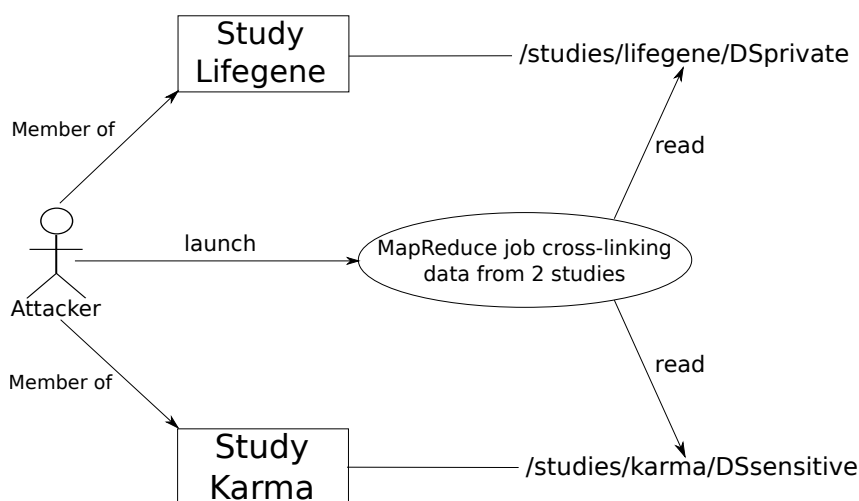 Study
Lifegene
/studies/lifegene/DSprivate
Member of
read
launch
MapReduce job cross-linking
data from 2 studies
Attacker
read
Member of
Study
Karma
/studies/karma/DSsensitive